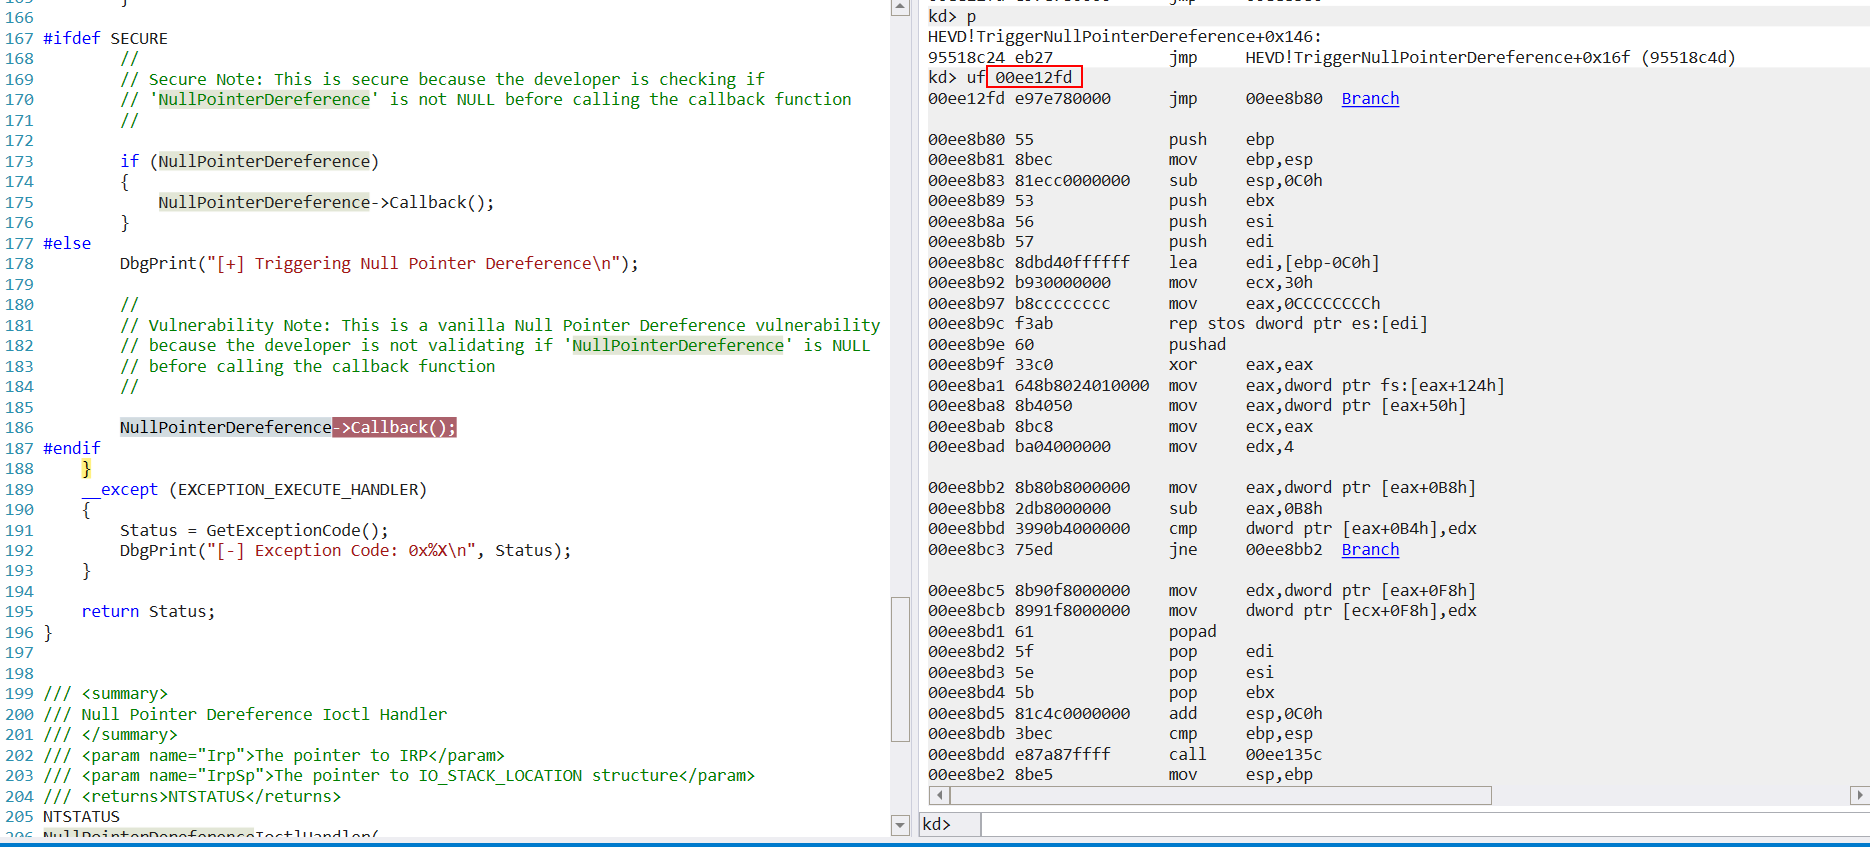 166
167 #ifdef SECURE
168         //
169         // Secure Note: This is secure because the developer is checking if
170         // 'NullPointerDereference' is not NULL before calling the callback function
171         //
172
173         if (NullPointerDereference)
174         {
175             NullPointerDereference->Callback();
176         }
177 #else
178         DbgPrint("[+] Triggering Null Pointer Dereference\n");
179
180         //
181         // Vulnerability Note: This is a vanilla Null Pointer Dereference vulnerability
182         // because the developer is not validating if 'NullPointerDereference' is NULL
183         // before calling the callback function
184         //
185
186         NullPointerDereference->Callback();
187 #endif
188     }
189     __except (EXCEPTION_EXECUTE_HANDLER)
190     {
191         Status = GetExceptionCode();
192         DbgPrint("[-] Exception Code: 0x%X\n", Status);
193     }
194
195     return Status;
196 }
197
198
199 /// <summary>
200 /// Null Pointer Dereference Ioctl Handler
201 /// </summary>
202 /// <param name="Irp">The pointer to IRP</param>
203 /// <param name="IrpSp">The pointer to IO_STACK_LOCATION structure</param>
204 /// <returns>NTSTATUS</returns>
205 NTSTATUS
206 NullPointerDereferenceIoctlHandler(
kd> p
HEVD!TriggerNullPointerDereference+0x146:
95518c24 eb27            jmp     HEVD!TriggerNullPointerDereference+0x16f (95518c4d)
kd> uf 00ee12fd
00ee12fd e97e780000      jmp     00ee8b80  Branch
00ee8b80 55              push    ebp
00ee8b81 8bec            mov     ebp,esp
00ee8b83 81ecc0000000    sub     esp,0C0h
00ee8b89 53              push    ebx
00ee8b8a 56              push    esi
00ee8b8b 57              push    edi
00ee8b8c 8dbd40ffffff    lea     edi,[ebp-0C0h]
00ee8b92 b930000000      mov     ecx,30h
00ee8b97 b8cccccccc      mov     eax,0CCCCCCCCh
00ee8b9c f3ab            rep stos dword ptr es:[edi]
00ee8b9e 60              pushad
00ee8b9f 33c0            xor     eax,eax
00ee8ba1 648b8024010000  mov     eax,dword ptr fs:[eax+124h]
00ee8ba8 8b4050          mov     eax,dword ptr [eax+50h]
00ee8bab 8bc8            mov     ecx,eax
00ee8bad ba04000000      mov     edx,4
00ee8bb2 8b80b8000000    mov     eax,dword ptr [eax+0B8h]
00ee8bb8 2db8000000      sub     eax,0B8h
00ee8bbd 3990b4000000    cmp     dword ptr [eax+0B4h],edx
00ee8bc3 75ed            jne     00ee8bb2  Branch
00ee8bc5 8b90f8000000    mov     edx,dword ptr [eax+0F8h]
00ee8bcb 8991f8000000    mov     dword ptr [ecx+0F8h],edx
00ee8bd1 61              popad
00ee8bd2 5f              pop     edi
00ee8bd3 5e              pop     esi
00ee8bd4 5b              pop     ebx
00ee8bd5 81c4c0000000    add     esp,0C0h
00ee8bdb 3bec            cmp     ebp,esp
00ee8bdd e87a87ffff      call    00ee135c
00ee8be2 8be5            mov     esp,ebp
kd>